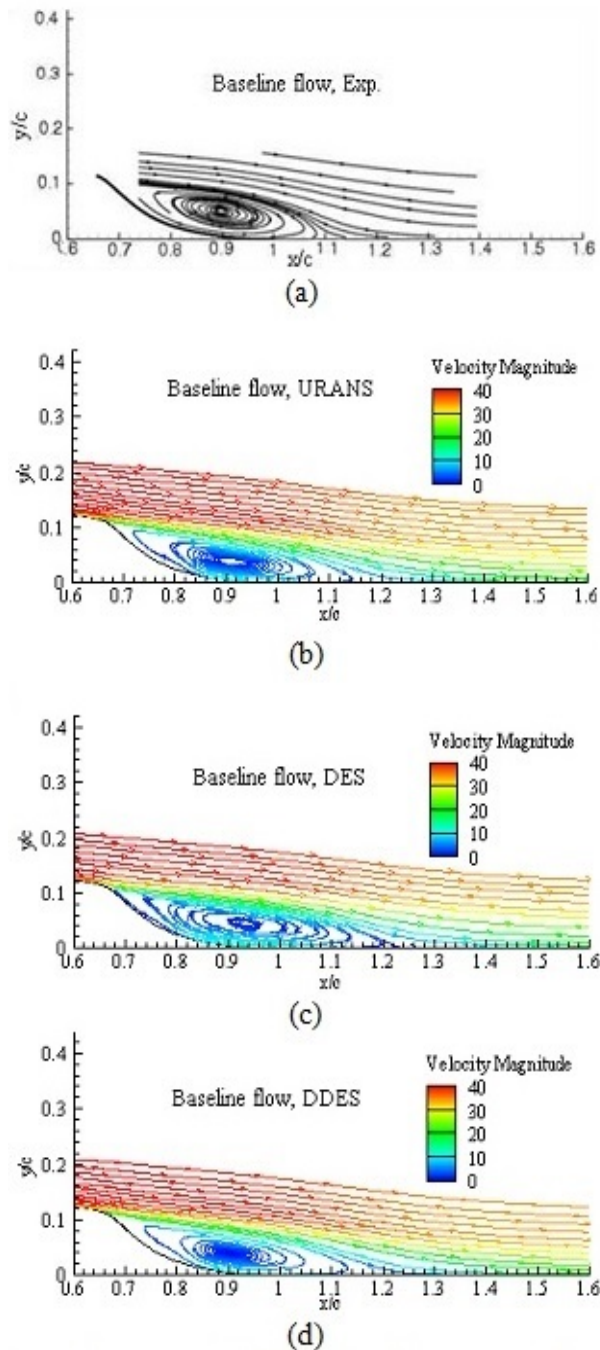 0.4
0.3
Baseline flow, Exp.
y/c
0.2
0.1
0
0.6 0.7 0.8 0.9 1 1.1 1.2 1.3 1.4 1.5 1.6
x/c
(a)
0.4
Velocity Magnitude
Baseline flow, URANS
40
30
20
10
0
0.3
y/c
0.2
0.1
0
0.6 0.7 0.8 0.9 1 1.1 1.2 1.3 1.4 1.5 1.6
x/c
(b)
0.4
Velocity Magnitude
Baseline flow, DES
40
30
20
10
0
0.3
y/c
0.2
0.1
0
0.6 0.7 0.8 0.9 1 1.1 1.2 1.3 1.4 1.5 1.6
x/c
(c)
0.4
Velocity Magnitude
Baseline flow, DDES
40
30
20
10
0
0.3
y/c
0.2
0.1
0
0.6 0.7 0.8 0.9 1 1.1 1.2 1.3 1.4 1.5 1.6
x/c
(d)